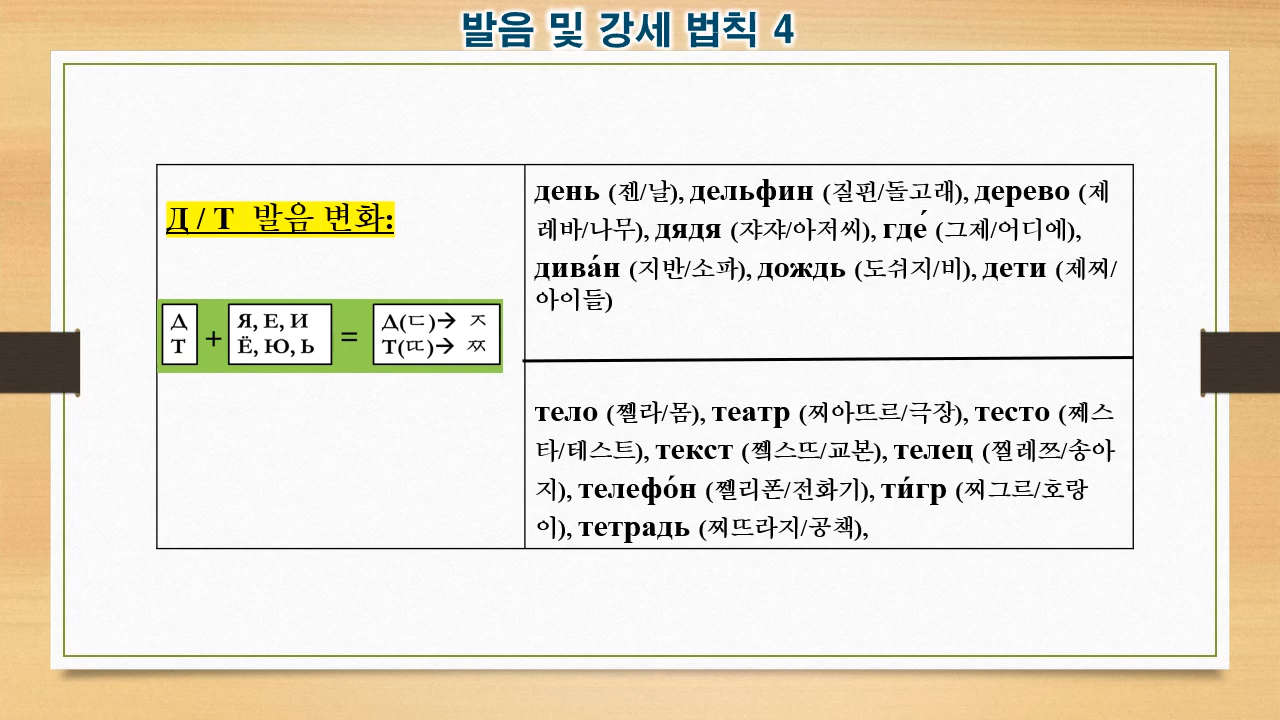 발음 및 강세 법칙 4
Д / Т 발음 변화:
Д
Т
+
Я, Е, И
Ё, Ю, Ь
=
Д(ㄷ)→ ㅈ
Т(ㄸ)→ ㅉ
день (젠/날), дельфин (질핀/돌고래), дерево (제
레바/나무), дядя (쟈쟈/아저씨), где́ (그제/어디에),
дива́н (지반/소파), дождь (도쉬지/비), дети (제찌/
아이들)
тело (쩰라/몸), театр (찌아뜨르/극장), тесто (쩨스
타/테스트), текст (쩩스뜨/교본), телец (쩔레쯔/송아
지), телефо́н (쩰리폰/전화기), ти́гр (찌그르/호랑
이), тетрадь (찌뜨라지/공책),